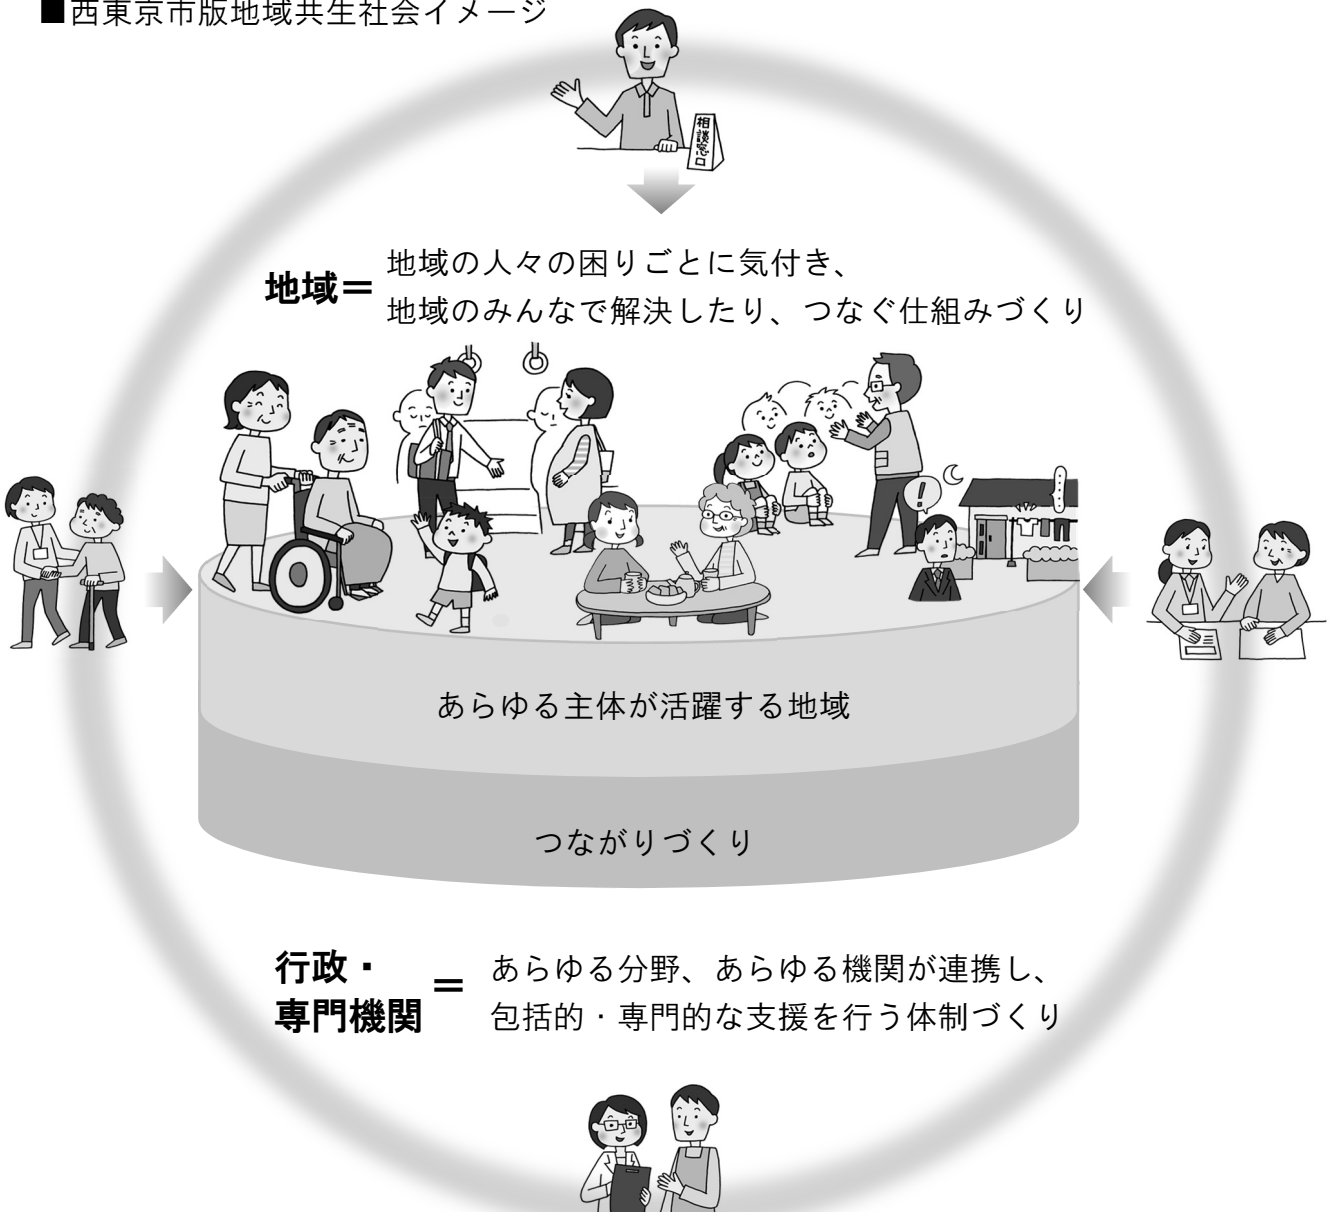 ■西東京市版地域共生社会イメージ
相談窓口
地域＝
地域の人々の困りごとに気付き、
地域のみんなで解決したり、つなぐ仕組みづくり
！
あらゆる主体が活躍する地域
つながりづくり
行政・
専門機関
＝
あらゆる分野、あらゆる機関が連携し、
包括的・専門的な支援を行う体制づくり